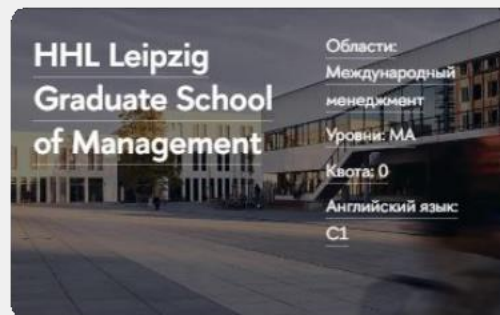 HHL Leipzig
Graduate School
of Management
Области:
Международный
менеджмент
Уровни: MA
Квота: 0
Английский язык:
C1